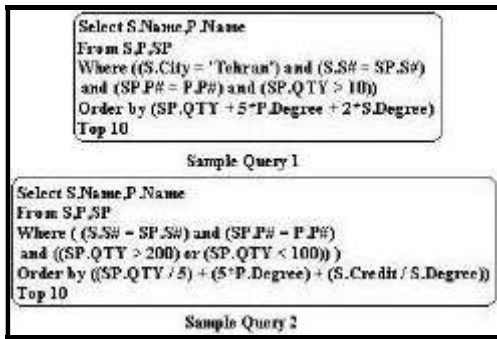 Select S.Name,P.Name
From S,P,SP
Where ((S.City = 'Tehran') and (S.S# = SP.S#)
and (SP.P# = P.P#) and (SP.QTY > 10))
Order by (SP.QTY + 5*P.Degree + 2*S.Degree)
Top 10
Sample Query 1
Select S.Name,P.Name
From S,P,SP
Where ( (S.S# = SP.S#) and (SP.P# = P.P#)
and ((SP.QTY > 200) or (SP.QTY < 100)) )
Order by ((SP.QTY / 5) + (5*P.Degree) + (S.Credit / S.Degree))
Top 10
Sample Query 2